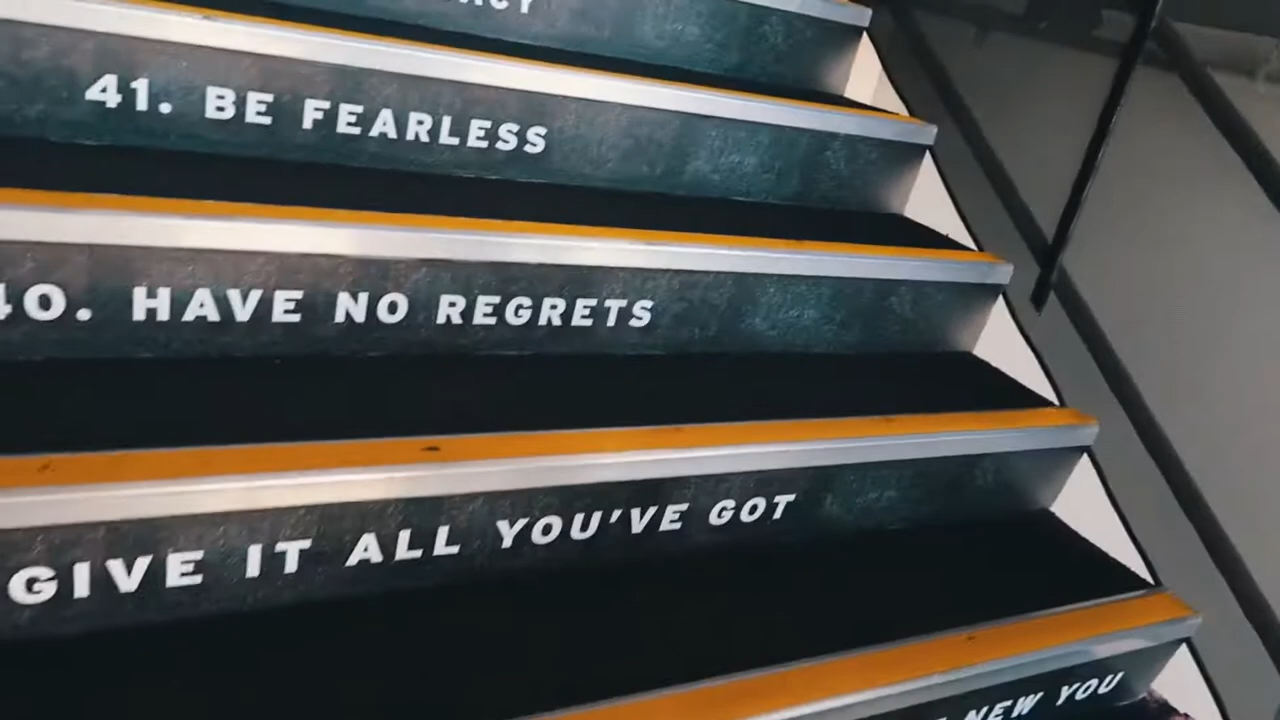 41. BE FEARLESS
40. HAVE NO REGRETS
GIVE IT ALL YOU'VE GOT
NEW YOU